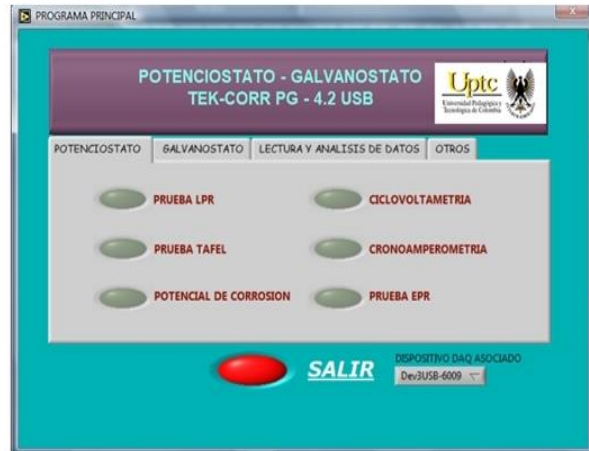 PROGRAMA PRINCIPAL
POTENCIOSTATO - GALVANOSTATO
TEK-CORR PG - 4.2 USB
Uptc
Universidad Pedagógica y
Tecnológica de Colombia
POTENCIOSTATO GALVANOSTATO LECTURA Y ANALISIS DE DATOS OTROS
PRUEBA LPR
CICLOVOLTAMETRIA
PRUEBA TAFEL
CRONOAMPEROMETRIA
POTENCIAL DE CORROSION
PRUEBA EPR
SALIR
DISPOSITIVO DAQ ASOCIADO
Dev3USB-6009